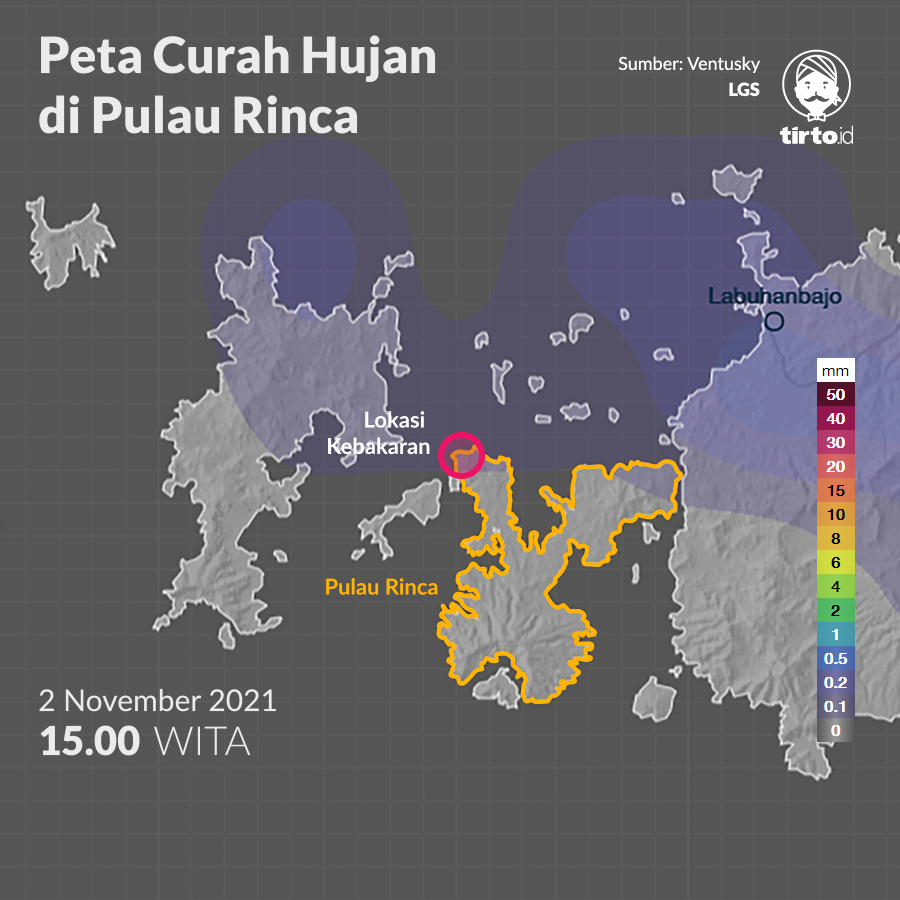 Peta Curah Hujan
di Pulau Rinca
Sumber: Ventusky
LGS
tirto.id
Labuhanbajo
Lokasi
Kebakaran
Pulau Rinca
mm
50
40
30
20
15
10
8
6
4
2
1
0.5
0.2
0.1
0
2 November 2021
15.00 WITA